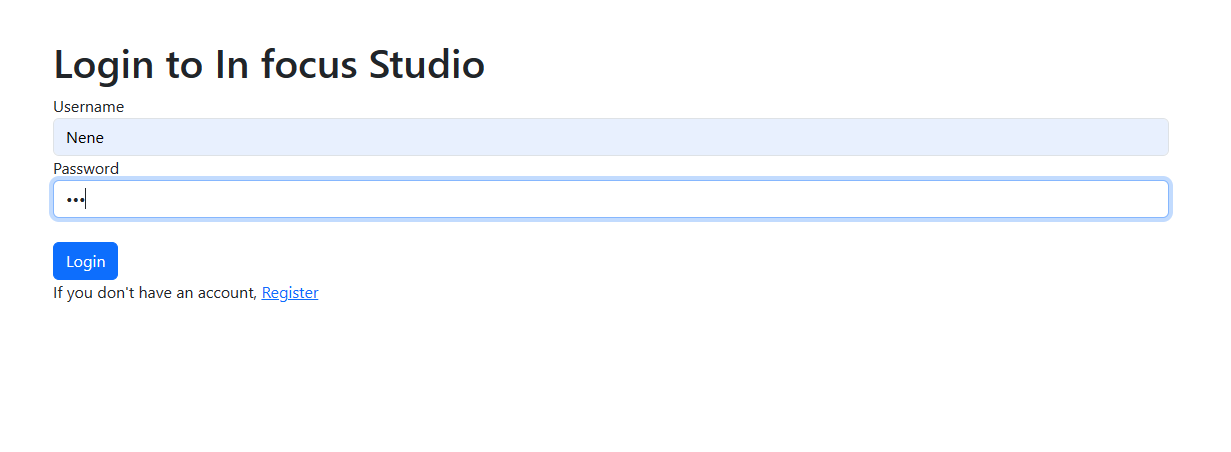 Login to In focus Studio
Username
Nene
Password
•••
Login
If you don't have an account, Register